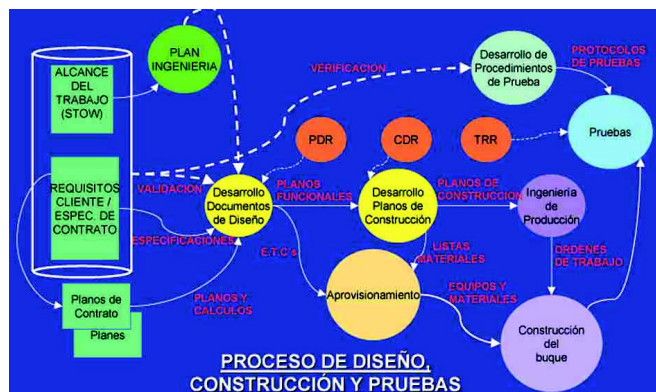 PLAN
INGENIERIA
ALCANCE
DEL
TRABAJO
(STOW)
VERIFICACIÓN
Desarrollo de
Procedimientos
de Prueba
PROTOCOLOS
DE PRUEBAS
Pruebas
PDR
CDR
TRR
REQUISITOS
CLIENTE /
ESPEC. DE
CONTRATO
VALIDACION
ESPECIFICACIONES
Desarrollo
Documentos
de Diseño
PLANOS
FUNCIONALES
Desarrollo
Planos de
Construcción
PLANOS DE
CONSTRUCCION
Ingeniería
de
Producción
E.T.C´s
LISTAS
MATERIALES
ORDENES
DE TRABAJO
Planos de
Contrato
Planes
PLANOS Y
CALCULOS
Aprovisionamiento
EQUIPOS Y
MATERIALES
Construcción
del
buque
PROCESO DE DISEÑO,
CONSTRUCCIÓN Y PRUEBAS